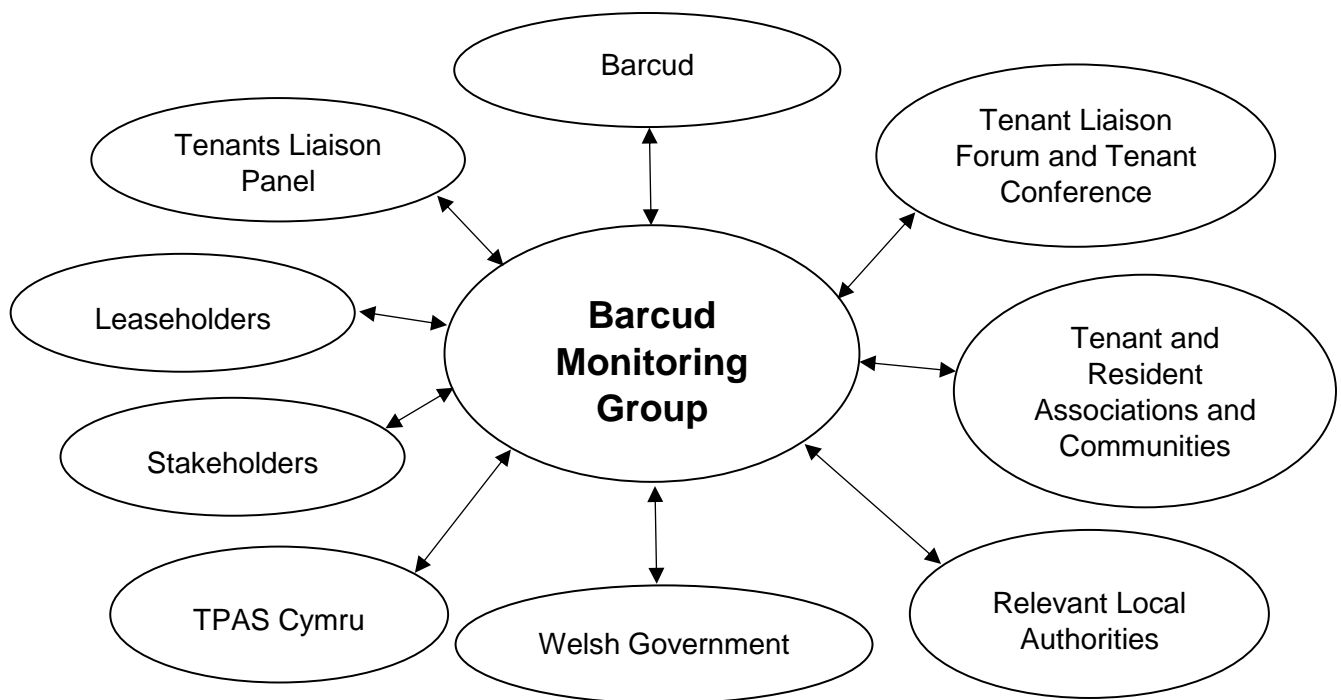 Barcud
Tenants Liaison
Panel
Tenant Liaison
Forum and Tenant
Conference
Leaseholders
Barcud
Monitoring
Group
Tenant and
Resident
Associations and
Communities
Stakeholders
TPAS Cymru
Welsh Government
Relevant Local
Authorities